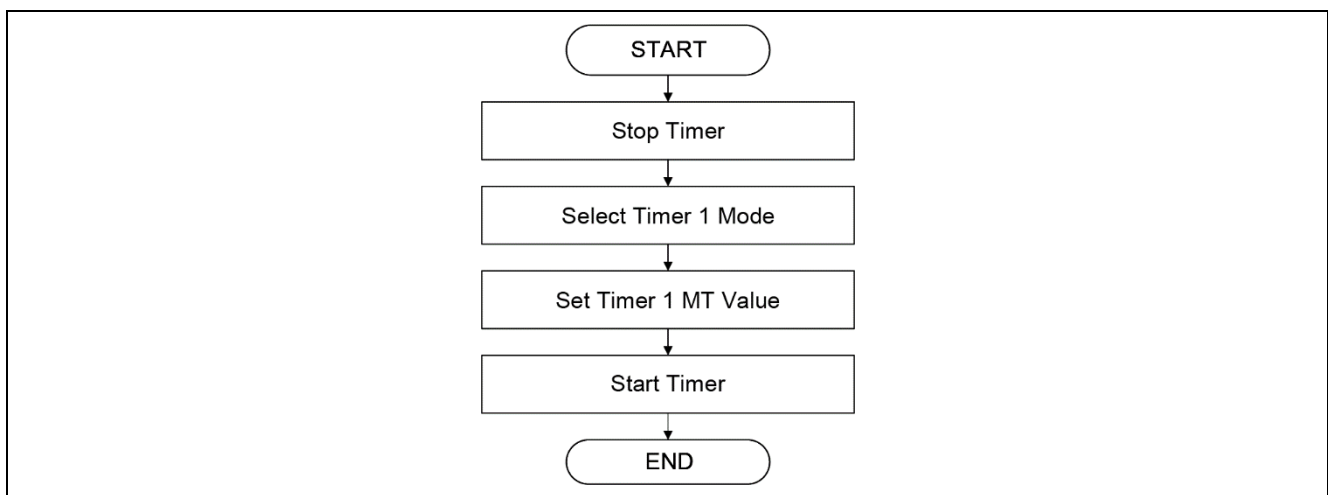 START
Stop Timer
Select Timer 1 Mode
Set Timer 1 MT Value
Start Timer
END